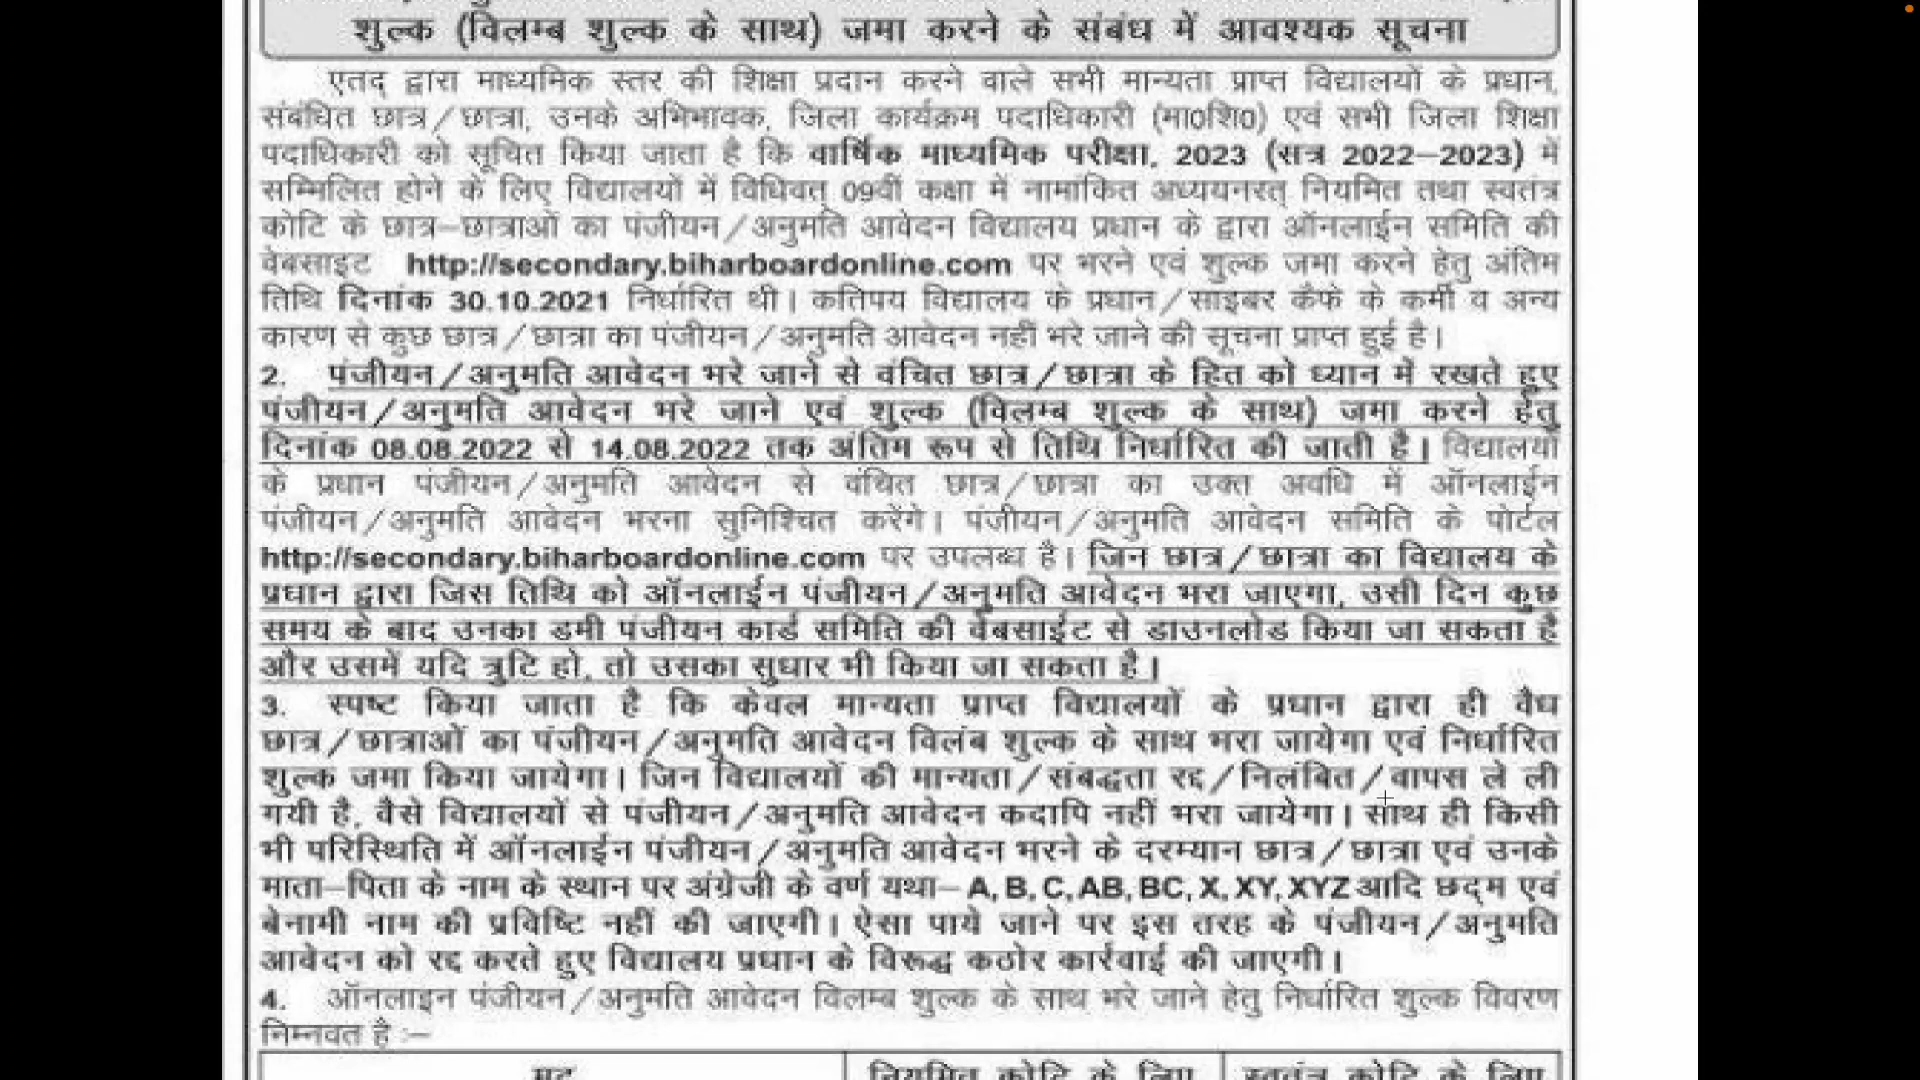 शुल्क (विलम्ब शुल्क के साथ) जमा करने के संबंध में आवश्यक सूचना
एतद् द्वारा माध्यमिक स्तर की शिक्षा प्रदान करने वाले सभी मान्यता प्राप्त विद्यालयों के प्रधान,
संबंधित छात्र/छात्रा, उनके अभिभावक, जिला कार्यक्रम पदाधिकारी (मा0शि0) एवं सभी जिला शिक्षा
पदाधिकारी को सूचित किया जाता है कि वार्षिक माध्यमिक परीक्षा, 2023 (सत्र 2022–2023) में
सम्मिलित होने के लिए विद्यालयों में विधिवत् 09वीं कक्षा में नामांकित अध्ययनरत् नियमित तथा स्वतंत्र
कोटि के छात्र–छात्राओं का पंजीयन/अनुमति आवेदन विद्यालय प्रधान के द्वारा ऑनलाईन समिति की
वेबसाइट http://secondary.biharboardonline.com पर भरने एवं शुल्क जमा करने हेतु अंतिम
तिथि दिनांक 30.10.2021 निर्धारित थी। कतिपय विद्यालय के प्रधान/साइबर कैफे के कर्मी व अन्य
कारण से कुछ छात्र/छात्रा का पंजीयन/अनुमति आवेदन नहीं भरे जाने की सूचना प्राप्त हुई है।
2. पंजीयन/अनुमति आवेदन भरे जाने से वंचित छात्र/छात्रा के हित को ध्यान में रखते हुए
पंजीयन/अनुमति आवेदन भरे जाने एवं शुल्क (विलम्ब शुल्क के साथ) जमा करने हेतु
दिनांक 08.08.2022 से 14.08.2022 तक अंतिम रूप से तिथि निर्धारित की जाती है। विद्यालयों
के प्रधान पंजीयन/अनुमति आवेदन से वंचित छात्र/छात्रा का उक्त अवधि में ऑनलाईन
पंजीयन/अनुमति आवेदन भरना सुनिश्चित करेंगे। पंजीयन/अनुमति आवेदन समिति के पोर्टल
http://secondary.biharboardonline.com पर उपलब्ध है। जिन छात्र/छात्रा का विद्यालय के
प्रधान द्वारा जिस तिथि को ऑनलाईन पंजीयन/अनुमति आवेदन भरा जाएगा, उसी दिन कुछ
समय के बाद उनका डमी पंजीयन कार्ड समिति की वेबसाईट से डाउनलोड किया जा सकता है
और उसमें यदि त्रुटि हो, तो उसका सुधार भी किया जा सकता है।
3. स्पष्ट किया जाता है कि केवल मान्यता प्राप्त विद्यालयों के प्रधान द्वारा ही वैध
छात्र/छात्राओं का पंजीयन/अनुमति आवेदन विलंब शुल्क के साथ भरा जायेगा एवं निर्धारित
शुल्क जमा किया जायेगा। जिन विद्यालयों की मान्यता/संबद्धता रद्द/निलंबित/वापस ले ली
गयी है, वैसे विद्यालयों से पंजीयन/अनुमति आवेदन कदापि नहीं भरा जायेगा। साथ ही किसी
भी परिस्थिति में ऑनलाईन पंजीयन/अनुमति आवेदन भरने के दरम्यान छात्र/छात्रा एवं उनके
माता–पिता के नाम के स्थान पर अंग्रेजी के वर्ण यथा– A, B, C, AB, BC, X, XY, XYZ आदि छद्म एवं
बेनामी नाम की प्रविष्टि नहीं की जाएगी। ऐसा पाये जाने पर इस तरह के पंजीयन/अनुमति
आवेदन को रद्द करते हुए विद्यालय प्रधान के विरूद्ध कठोर कार्रवाई की जाएगी।
4. ऑनलाइन पंजीयन/अनुमति आवेदन विलम्ब शुल्क के साथ भरे जाने हेतु निर्धारित शुल्क विवरण
निम्नवत है :–
मद नियमित कोटि के लिए स्वतंत्र कोटि के लिए